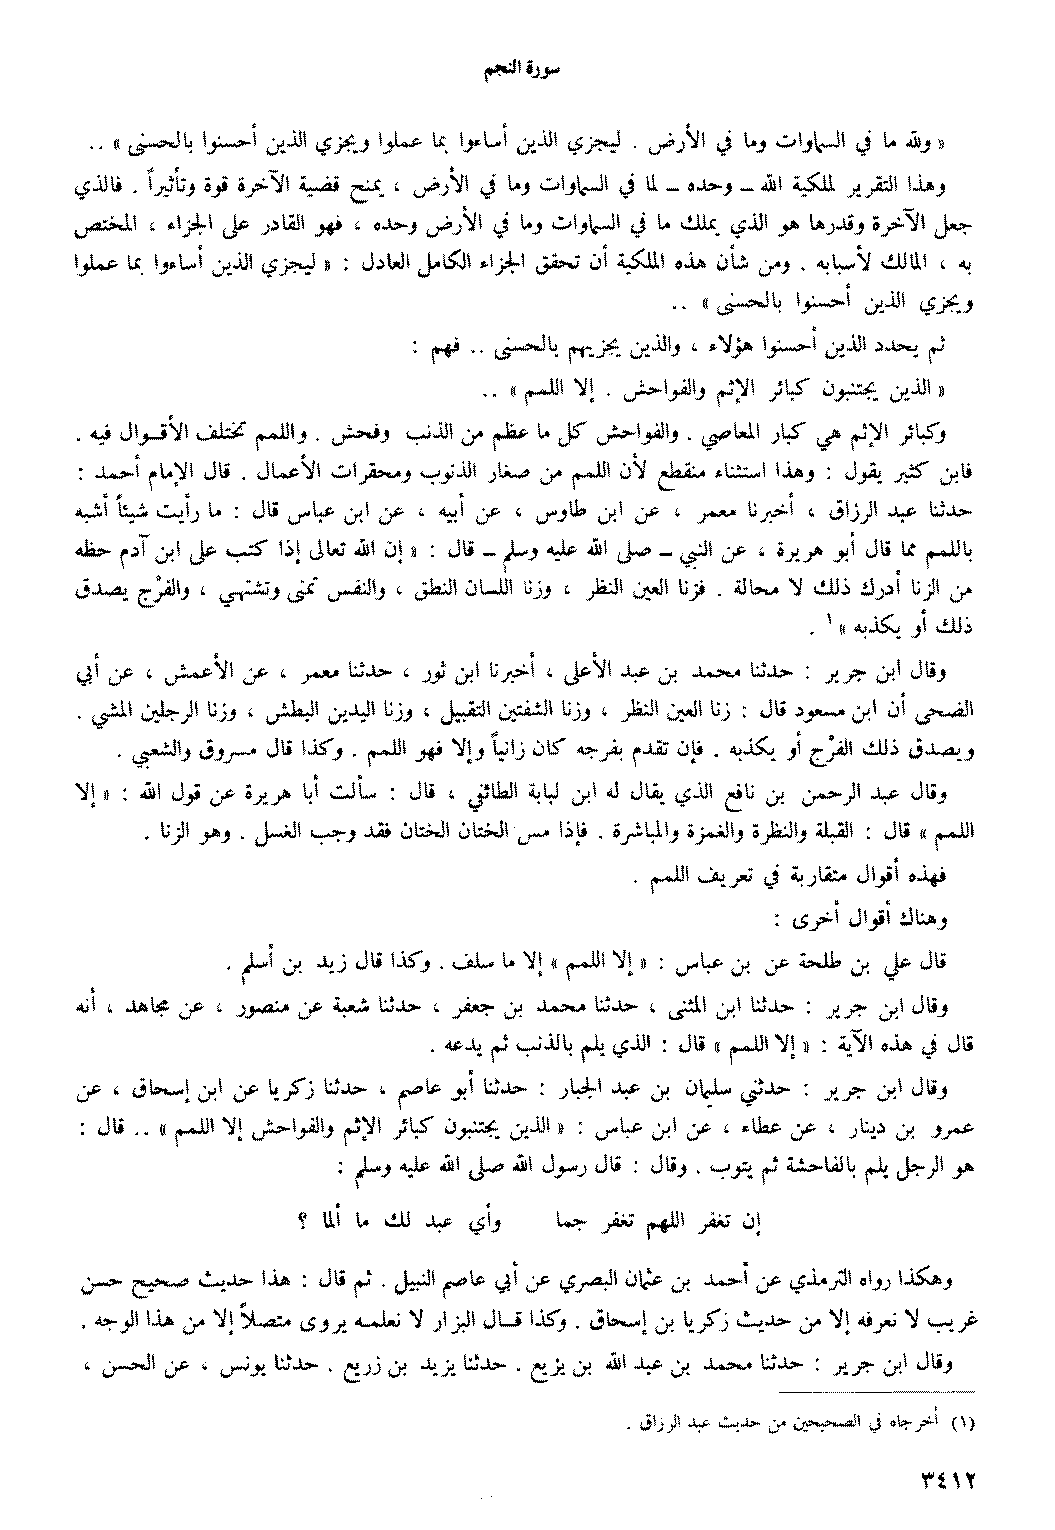 سورة النجم
« ولله ما في السماوات وما في الأرض . ليجزي الذين أساءوا بما عملوا ويجزي الذين أحسنوا بالحسنى » ..
وهذا التقرير لملكية الله – وحده – لما في السماوات وما في الأرض ، يمنح قضية الآخرة قوة وتأثيراً . فالذي
جعل الآخرة وقدرها هو الذي يملك ما في السماوات وما في الأرض وحده ، فهو القادر على الجزاء ، المختص
به ، المالك لأسبابه . ومن شأن هذه الملكية أن تحقق الجزاء الكامل العادل : « ليجزي الذين أساءوا بما عملوا
ويجزي الذين أحسنوا بالحسنى » ..
ثم يحدد الذين أحسنوا هؤلاء ، والذين يجزيهم بالحسنى .. فهم :
« الذين يجتنبون كبائر الإثم والفواحش . إلا اللمم » ..
وكبائر الإثم هي كبار المعاصي . والفواحش كل ما عظم من الذنب وفحش . واللمم تختلف الأقوال فيه .
فابن كثير يقول : وهذا استثناء منقطع لأن اللمم من صغار الذنوب ومحقرات الأعمال . قال الإمام أحمد :
حدثنا عبد الرزاق ، أخبرنا معمر ، عن ابن طاوس ، عن أبيه ، عن ابن عباس قال : ما رأيت شيئاً أشبه
باللمم مما قال أبو هريرة ، عن النبي – صلى الله عليه وسلم – قال : « إن الله تعالى إذا كتب على ابن آدم حظه
من الزنا أدرك ذلك لا محالة . فزنا العين النظر ، وزنا اللسان النطق ، والنفس تمنى وتشتهي ، والفرْج يصدق
ذلك أو يكذبه » ١ .
وقال ابن جرير : حدثنا محمد بن عبد الأعلى ، أخبرنا ابن ثور ، حدثنا معمر ، عن الأعمش ، عن أبي
الضحى أن ابن مسعود قال : زنا العين النظر ، وزنا الشفتين التقبيل ، وزنا اليدين البطش ، وزنا الرجلين المشي .
ويصدق ذلك الفرْج أو يكذبه . فإن تقدم بفرجه كان زانياً وإلا فهو اللمم . وكذا قال مسروق والشعبي .
وقال عبد الرحمن بن نافع الذي يقال له ابن لبابة الطائفي ، قال : سألت أبا هريرة عن قول الله : « إلا
اللمم » قال : القبلة والنظرة والغمزة والمباشرة . فإذا مس الختان الختان فقد وجب الغسل . وهو الزنا .
فهذه أقوال متقاربة في تعريف اللمم .
وهناك أقوال أخرى :
قال علي بن طلحة عن بن عباس : « إلا اللمم » إلا ما سلف . وكذا قال زيد بن أسلم .
وقال ابن جرير : حدثنا ابن المثنى ، حدثنا محمد بن جعفر ، حدثنا شعبة عن منصور ، عن مجاهد ، أنه
قال في هذه الآية : « إلا اللمم » قال : الذي يلم بالذنب ثم يدعه .
وقال ابن جرير : حدثني سليمان بن عبد الجبار : حدثنا أبو عاصم ، حدثنا زكريا عن ابن إسحاق ، عن
عمرو بن دينار ، عن عطاء ، عن ابن عباس : « الذين يجتنبون كبائر الإثم والفواحش إلا اللمم » .. قال :
هو الرجل يلم بالفاحشة ثم يتوب . وقال : قال رسول الله صلى الله عليه وسلم :
إن تغفر اللهم تغفر جما    وأي عبد لك ما ألما ؟
وهكذا رواه الترمذي عن أحمد بن عثمان البصري عن أبي عاصم النبيل . ثم قال : هذا حديث صحيح حسن
غريب لا نعرفه إلا من حديث زكريا بن إسحاق . وكذا قال البزار لا نعلمه يروى متصلاً إلا من هذا الوجه .
وقال ابن جرير : حدثنا محمد بن عبد الله بن يزيع . حدثنا يزيد بن زريع . حدثنا يونس ، عن الحسن ،
(١) أخرجاه في الصحيحين من حديث عبد الرزاق .
٣٤١٢